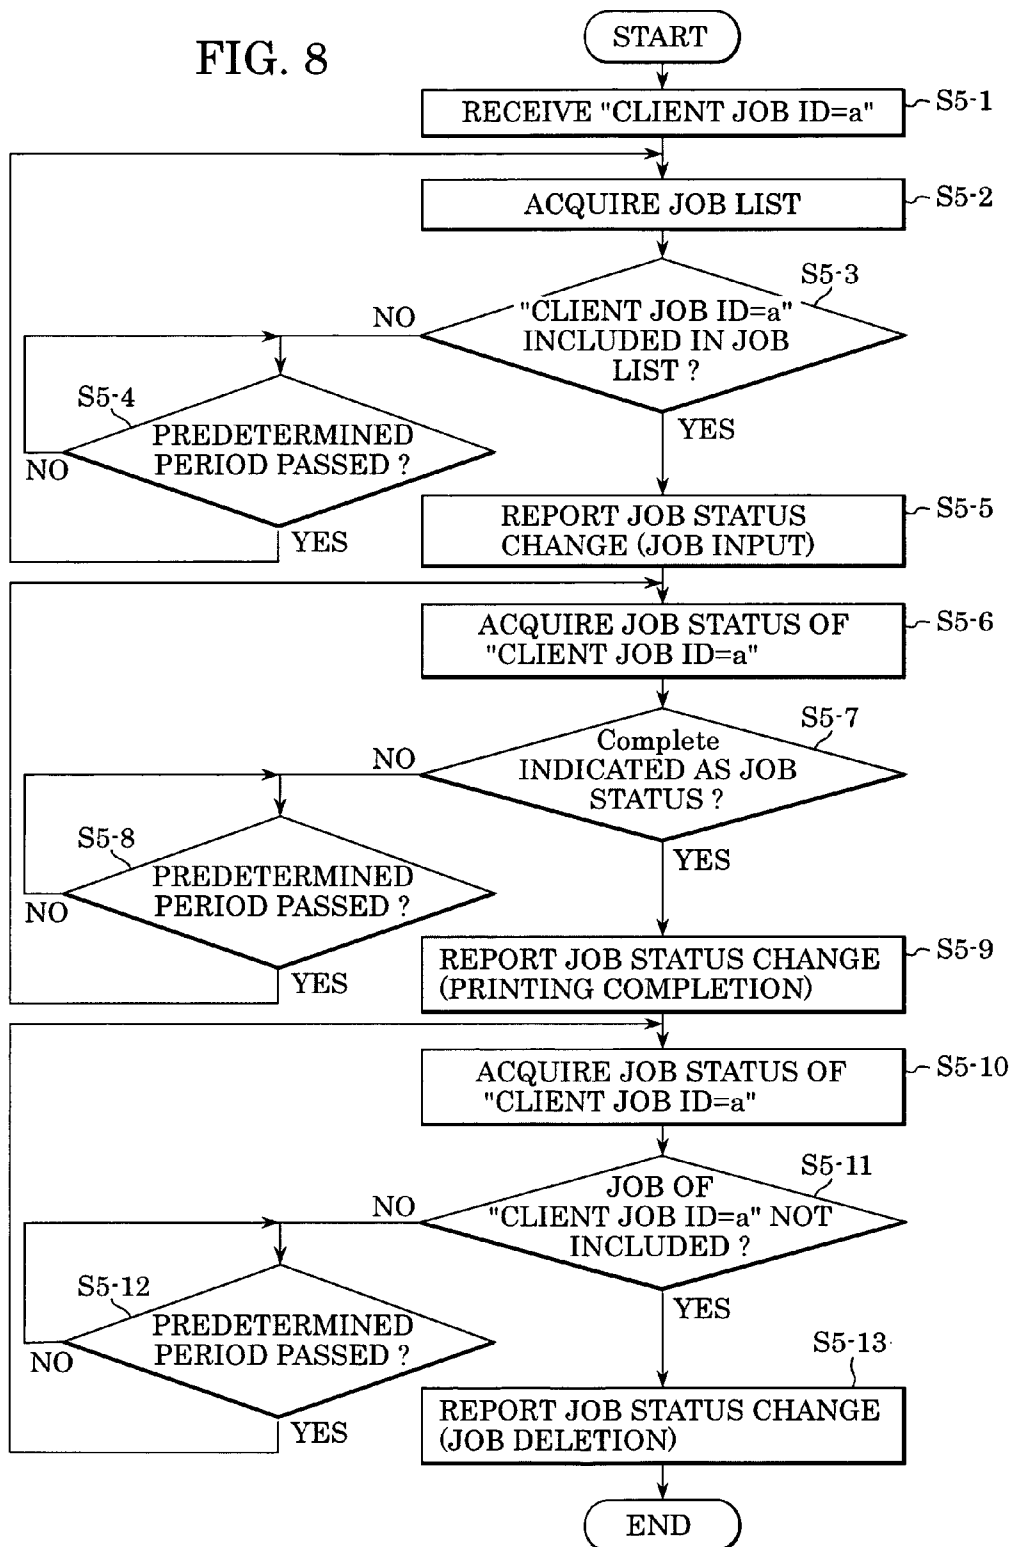 FIG. 8
START
RECEIVE "CLIENT JOB ID=a"
S5-1
ACQUIRE JOB LIST
S5-2
S5-3
"CLIENT JOB ID=a"
INCLUDED IN JOB
LIST ?
NO
YES
S5-4
PREDETERMINED
PERIOD PASSED ?
NO
YES
REPORT JOB STATUS
CHANGE (JOB INPUT)
S5-5
ACQUIRE JOB STATUS OF
"CLIENT JOB ID=a"
S5-6
S5-7
Complete
INDICATED AS JOB
STATUS ?
NO
YES
S5-8
PREDETERMINED
PERIOD PASSED ?
NO
YES
REPORT JOB STATUS CHANGE
(PRINTING COMPLETION)
S5-9
ACQUIRE JOB STATUS OF
"CLIENT JOB ID=a"
S5-10
S5-11
JOB OF
"CLIENT JOB ID=a" NOT
INCLUDED ?
NO
YES
S5-12
PREDETERMINED
PERIOD PASSED ?
NO
YES
S5-13
REPORT JOB STATUS CHANGE
(JOB DELETION)
END